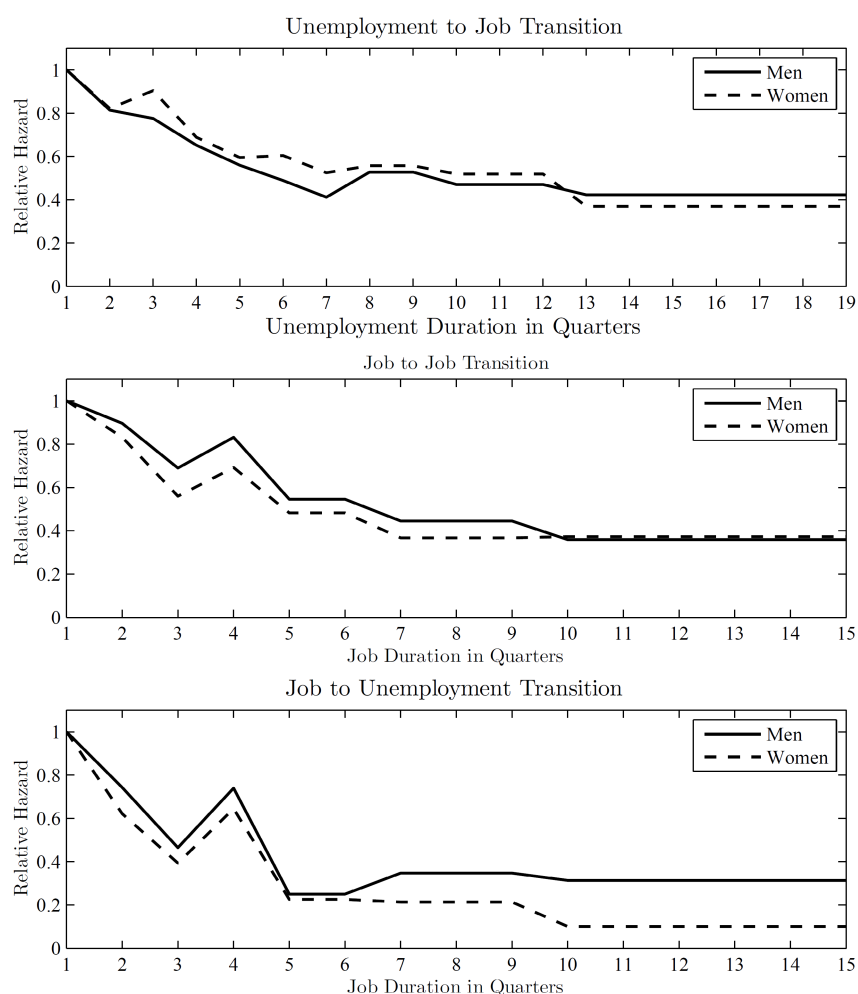 Unemployment to Job Transition
Relative Hazard
1
0.8
0.6
0.4
0.2
0
Men
Women
1 2 3 4 5 6 7 8 9 10 11 12 13 14 15 16 17 18 19
Unemployment Duration in Quarters
Job to Job Transition
Relative Hazard
1
0.8
0.6
0.4
0.2
0
Men
Women
1 2 3 4 5 6 7 8 9 10 11 12 13 14 15
Job Duration in Quarters
Job to Unemployment Transition
Relative Hazard
1
0.8
0.6
0.4
0.2
0
Men
Women
1 2 3 4 5 6 7 8 9 10 11 12 13 14 15
Job Duration in Quarters